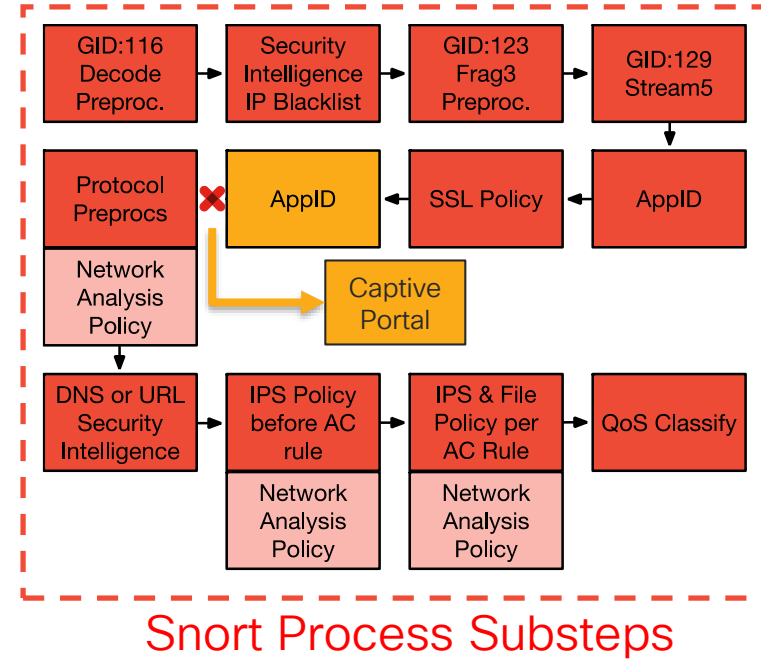 GID:116
Decode
Preproc.
Security
Intelligence
IP Blacklist
GID:123
Frag3
Preproc.
GID:129
Stream5
Protocol
Preprocs
AppID
SSL Policy
AppID
Network
Analysis
Policy
Captive
Portal
DNS or URL
Security
Intelligence
IPS Policy
before AC
rule
IPS & File
Policy per
AC Rule
QoS Classify
Network
Analysis
Policy
Network
Analysis
Policy
Snort Process Substeps